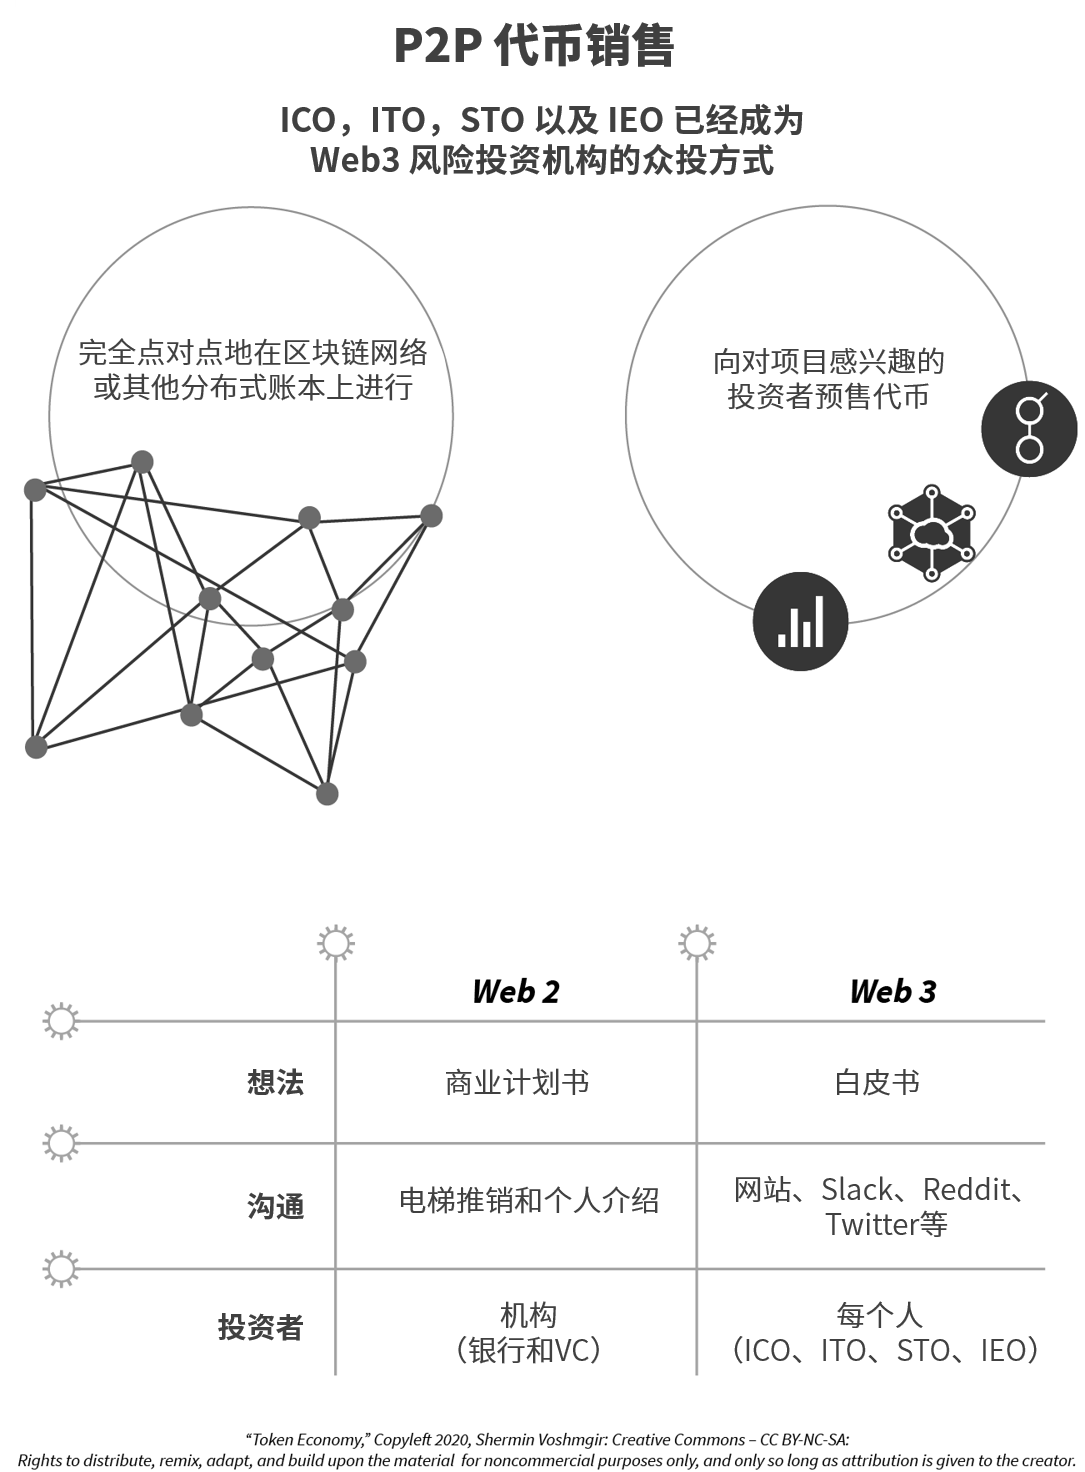 P2P 代币销售
ICO，ITO，STO 以及 IEO 已经成为
Web3 风险投资机构的众投方式
完全点对点地在区块链网络
或其他分布式账本上进行
向对项目感兴趣的
投资者预售代币
Web 2
Web 3
想法
商业计划书
白皮书
沟通
电梯推销和个人介绍
网站、Slack、Reddit、
Twitter等
投资者
机构
（银行和VC）
每个人
（ICO、ITO、STO、IEO）
“Token Economy,” Copyleft 2020, Shermin Voshmgir: Creative Commons – CC BY-NC-SA:
Rights to distribute, remix, adapt, and build upon the material for noncommercial purposes only, and only so long as attribution is given to the creator.